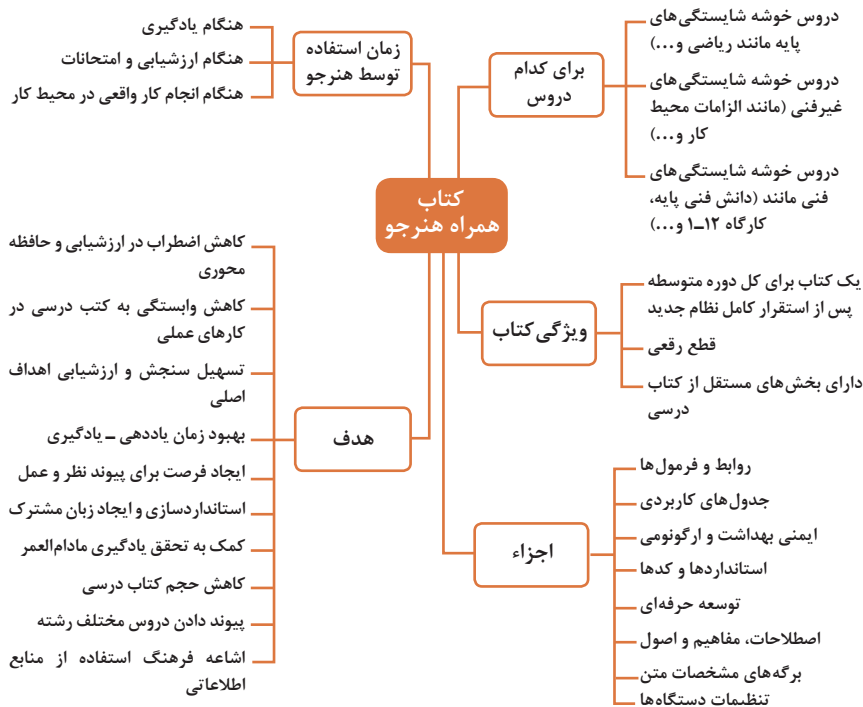 کتاب
همراه هنرجو
برای کدام
دروس
دروس خوشه شایستگی‌های
پایه مانند ریاضی و...)
دروس خوشه شایستگی‌های
غیرفنی (مانند الزامات محیط
کار و...)
دروس خوشه شایستگی‌های
فنی مانند (دانش فنی پایه،
کارگاه ۱۲ـ۱ و...)
ویژگی کتاب
یک کتاب برای کل دوره متوسطه
پس از استقرار کامل نظام جدید
قطع رقعی
دارای بخش‌های مستقل از کتاب
درسی
اجزاء
روابط و فرمول‌ها
جدول‌های کاربردی
ایمنی بهداشت و ارگونومی
استانداردها و کدها
توسعه حرفه‌ای
اصطلاحات، مفاهیم و اصول
برگه‌های مشخصات متن
تنظیمات دستگاه‌ها
زمان استفاده
توسط هنرجو
هنگام یادگیری
هنگام ارزشیابی و امتحانات
هنگام انجام کار واقعی در محیط کار
هدف
کاهش اضطراب در ارزشیابی و حافظه
محوری
کاهش وابستگی به کتب درسی در
کارهای عملی
تسهیل سنجش و ارزشیابی اهداف
اصلی
بهبود زمان یاددهی ـ یادگیری
ایجاد فرصت برای پیوند نظر و عمل
استانداردسازی و ایجاد زبان مشترک
کمک به تحقق یادگیری مادام‌العمر
کاهش حجم کتاب درسی
پیوند دادن دروس مختلف رشته
اشاعه فرهنگ استفاده از منابع
اطلاعاتی